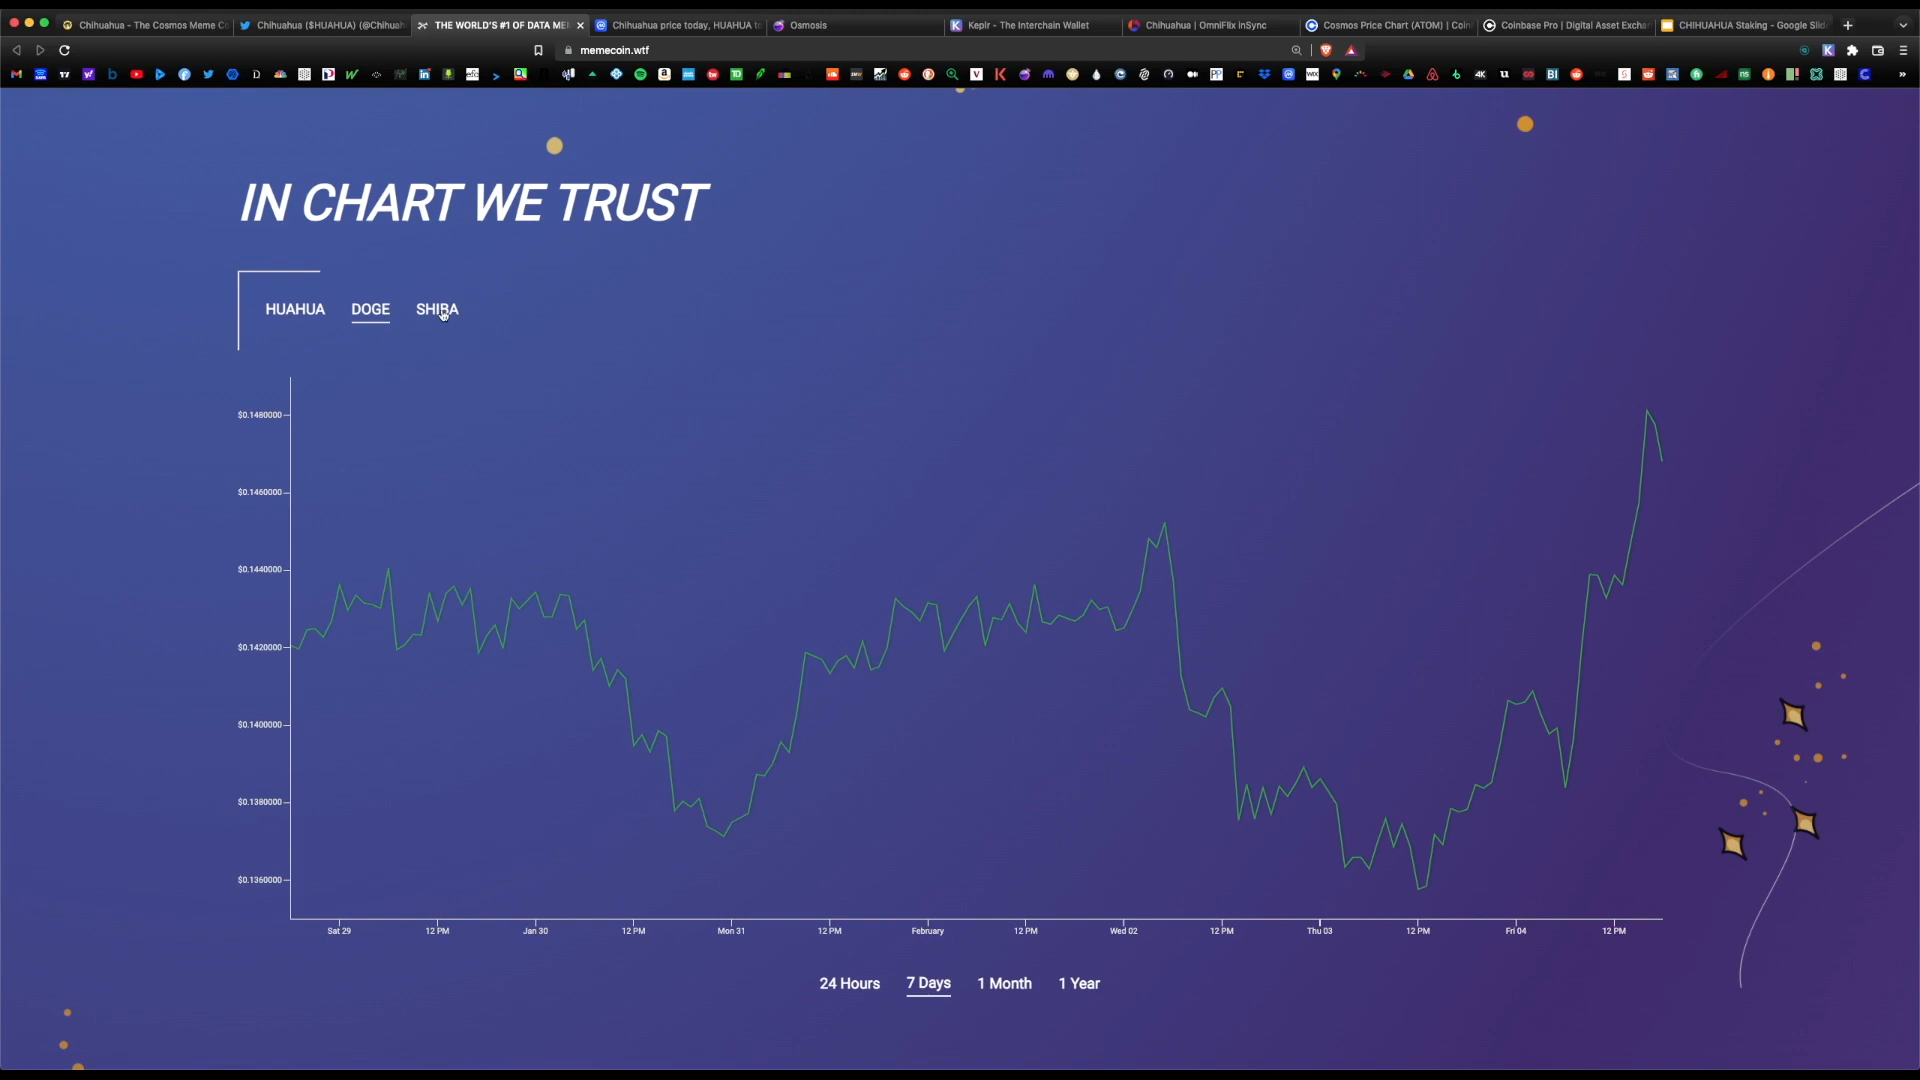 Chihuahua - The Cosmos Meme Co
Chihuahua ($HUAHUA) (@Chihuah
THE WORLD'S #1 OF DATA ME
Chihuahua price today, HUAHUA to
Osmosis
Keplr - The Interchain Wallet
Chihuahua | OmniFlix inSync
Cosmos Price Chart (ATOM) | Coin
Coinbase Pro | Digital Asset Exchan
CHIHUAHUA Staking - Google Slid
memecoin.wtf
IN CHART WE TRUST
HUAHUA DOGE SHIBA
$0.1480000
$0.1460000
$0.1440000
$0.1420000
$0.1400000
$0.1380000
$0.1360000
Sat 29 12 PM Jan 30 12 PM Mon 31 12 PM February 12 PM Wed 02 12 PM Thu 03 12 PM Fri 04 12 PM
24 Hours 7 Days 1 Month 1 Year